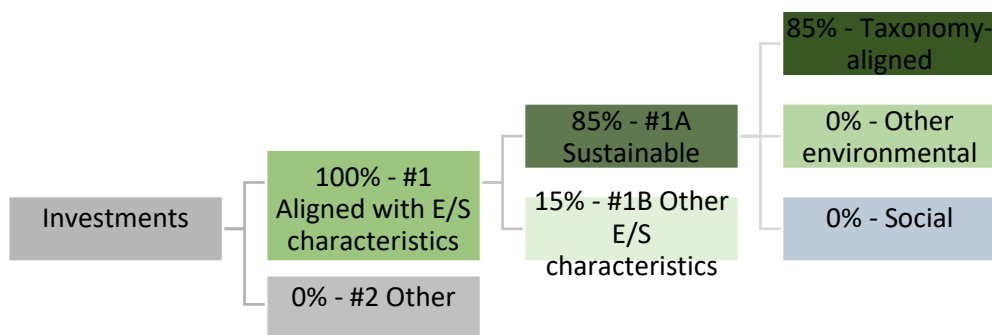 85% - Taxonomy-
aligned
85% - #1A
Sustainable
0% - Other
environmental
100% - #1
Aligned with E/S
characteristics
Investments
15% - #1B Other
E/S
characteristics
0% - Social
0% - #2 Other